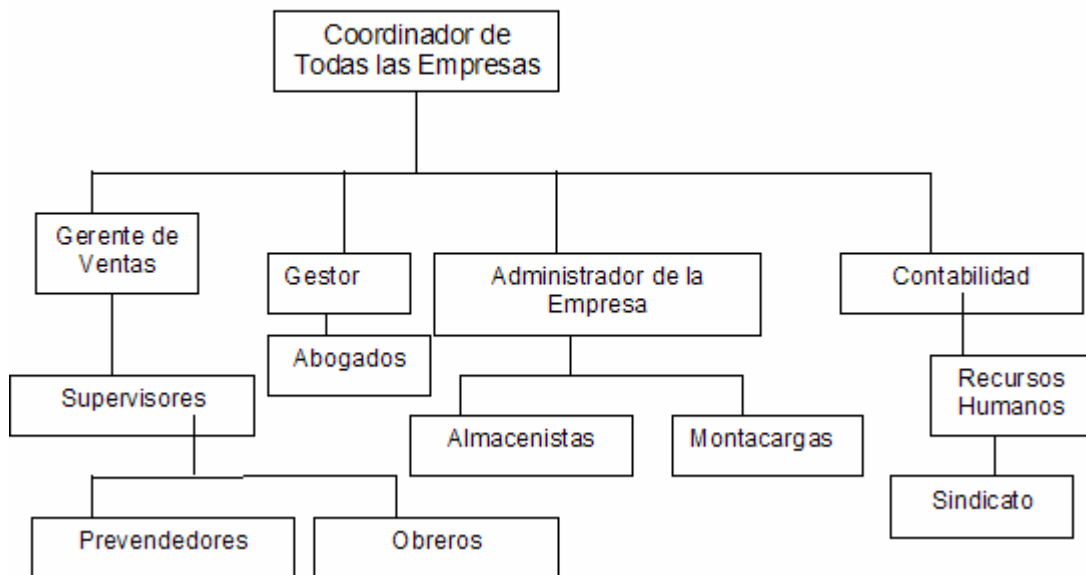 Coordinador de
Todas las Empresas
Gerente de
Ventas
Gestor
Administrador de la
Empresa
Contabilidad
Abogados
Supervisores
Recursos
Humanos
Almacenistas
Montacargas
Sindicato
Prevendedores
Obreros